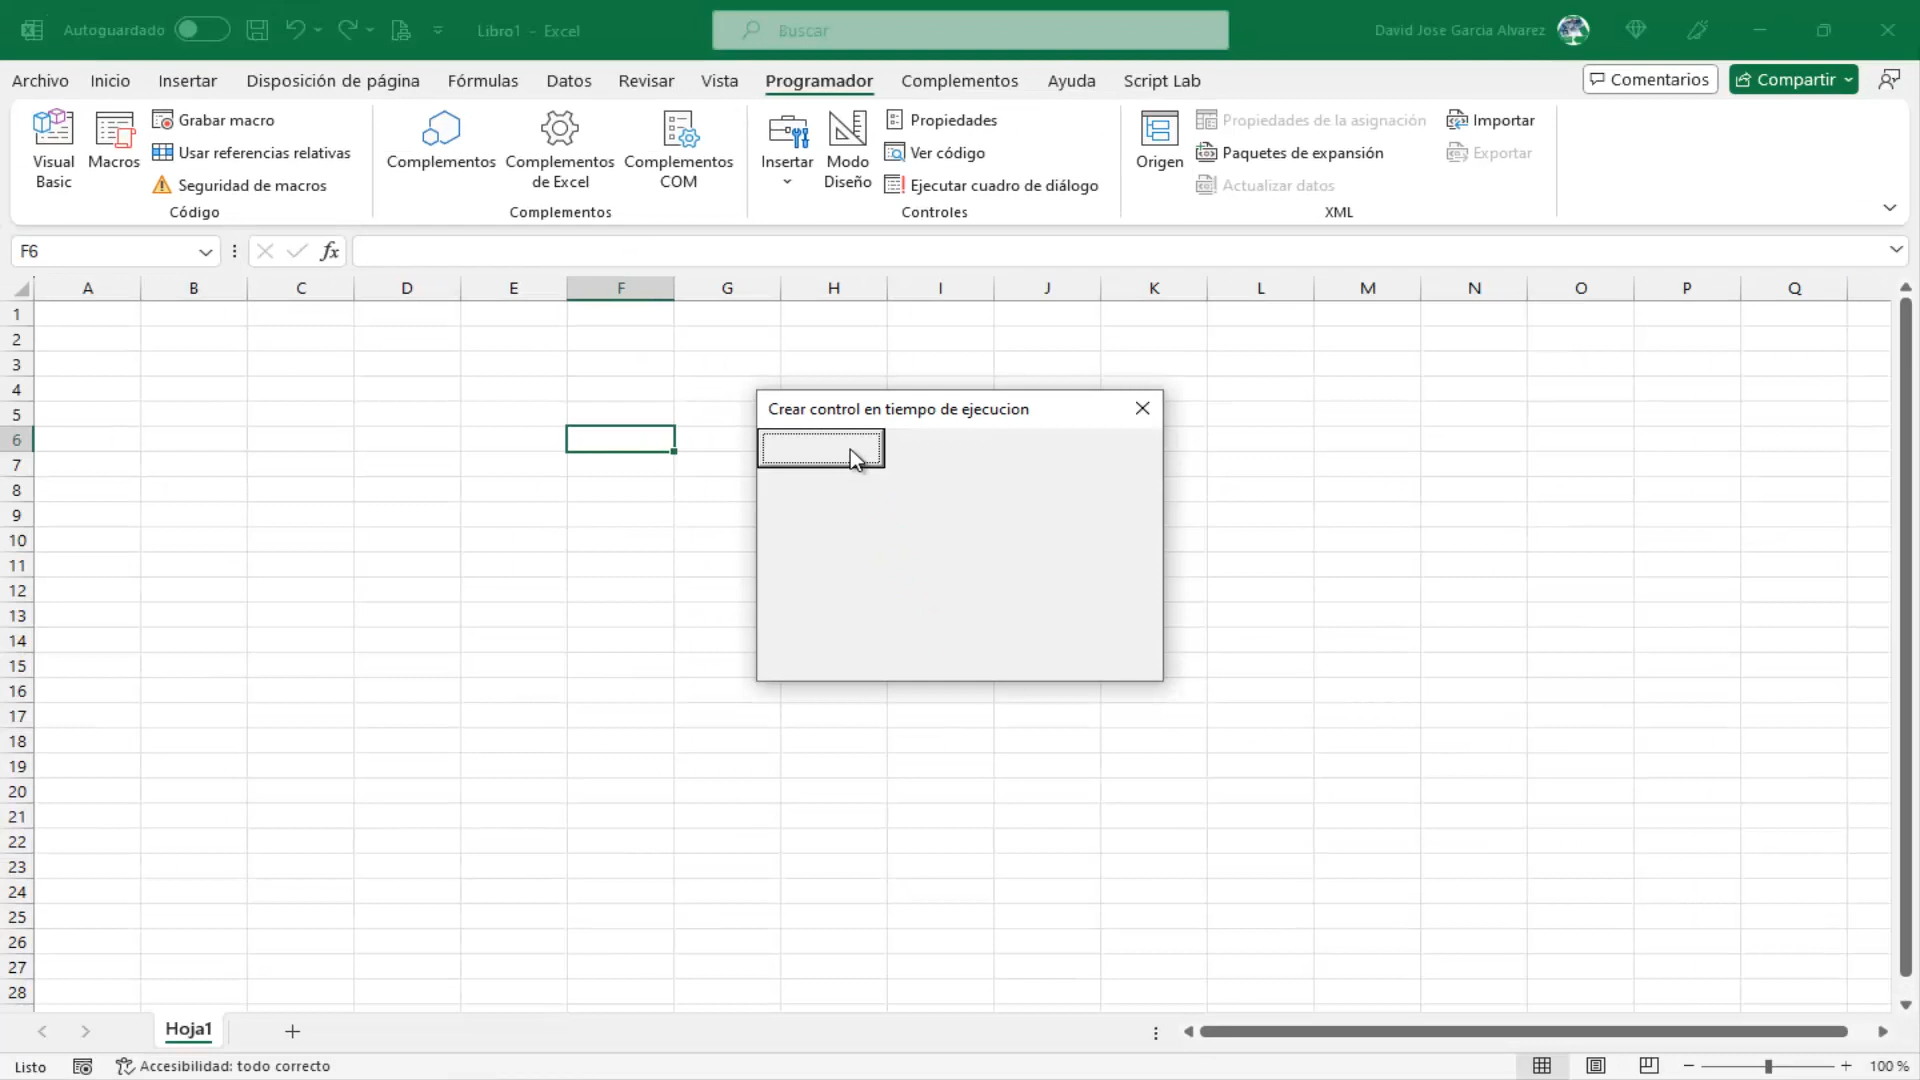 Autoguardado
Libro1 - Excel
Buscar
David Jose Garcia Alvarez
Archivo Inicio Insertar Disposición de página Fórmulas Datos Revisar Vista Programador Complementos Ayuda Script Lab
Comentarios Compartir
Visual Basic
Macros
Grabar macro
Usar referencias relativas
Seguridad de macros
Código
Complementos
Complementos de Excel
Complementos COM
Complementos
Insertar
Modo Diseño
Propiedades
Ver código
Ejecutar cuadro de diálogo
Controles
Origen
Propiedades de la asignación
Paquetes de expansión
Actualizar datos
Importar
Exportar
XML
F6
fx
A B C D E F G H I J K L M N O P Q
1
2
3
4
5
6
7
8
9
10
11
12
13
14
15
16
17
18
19
20
21
22
23
24
25
26
27
28
Crear control en tiempo de ejecucion
Hoja1
Listo
Accesibilidad: todo correcto
100 %